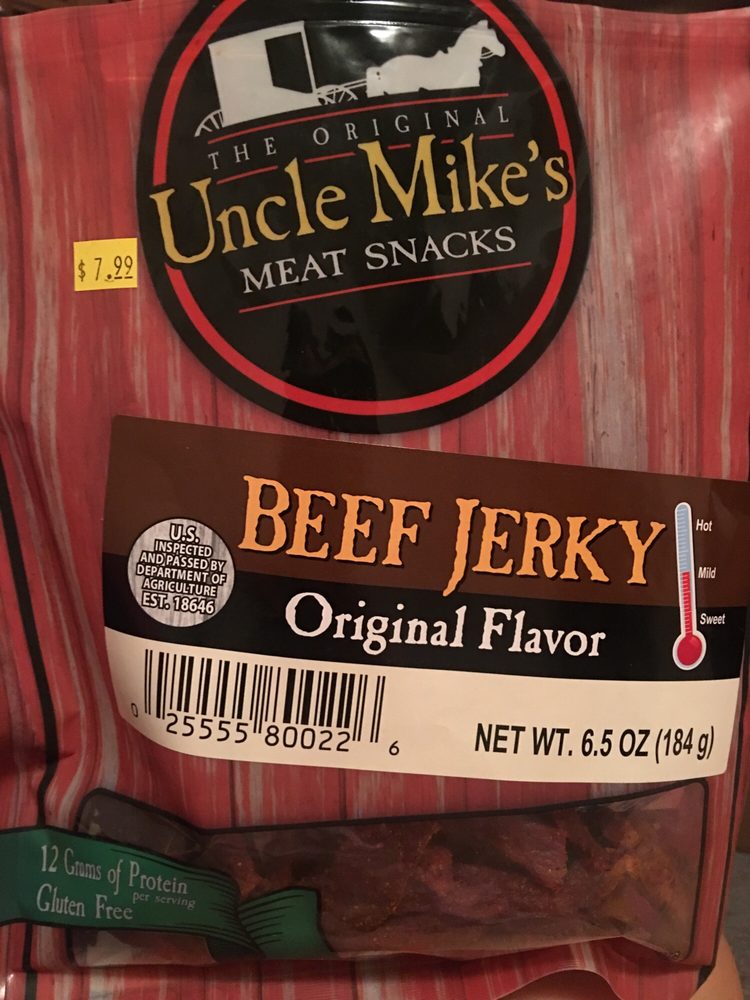 THE ORIGINAL
Uncle Mike's
MEAT SNACKS
$7.99
BEEF JERKY
Original Flavor
U.S.
INSPECTED
AND PASSED BY
DEPARTMENT OF
AGRICULTURE
EST. 18646
Hot
Mild
Sweet
0 25555 80022 6
NET WT. 6.5 OZ (184 g)
12 Grams of Protein
per serving
Gluten Free